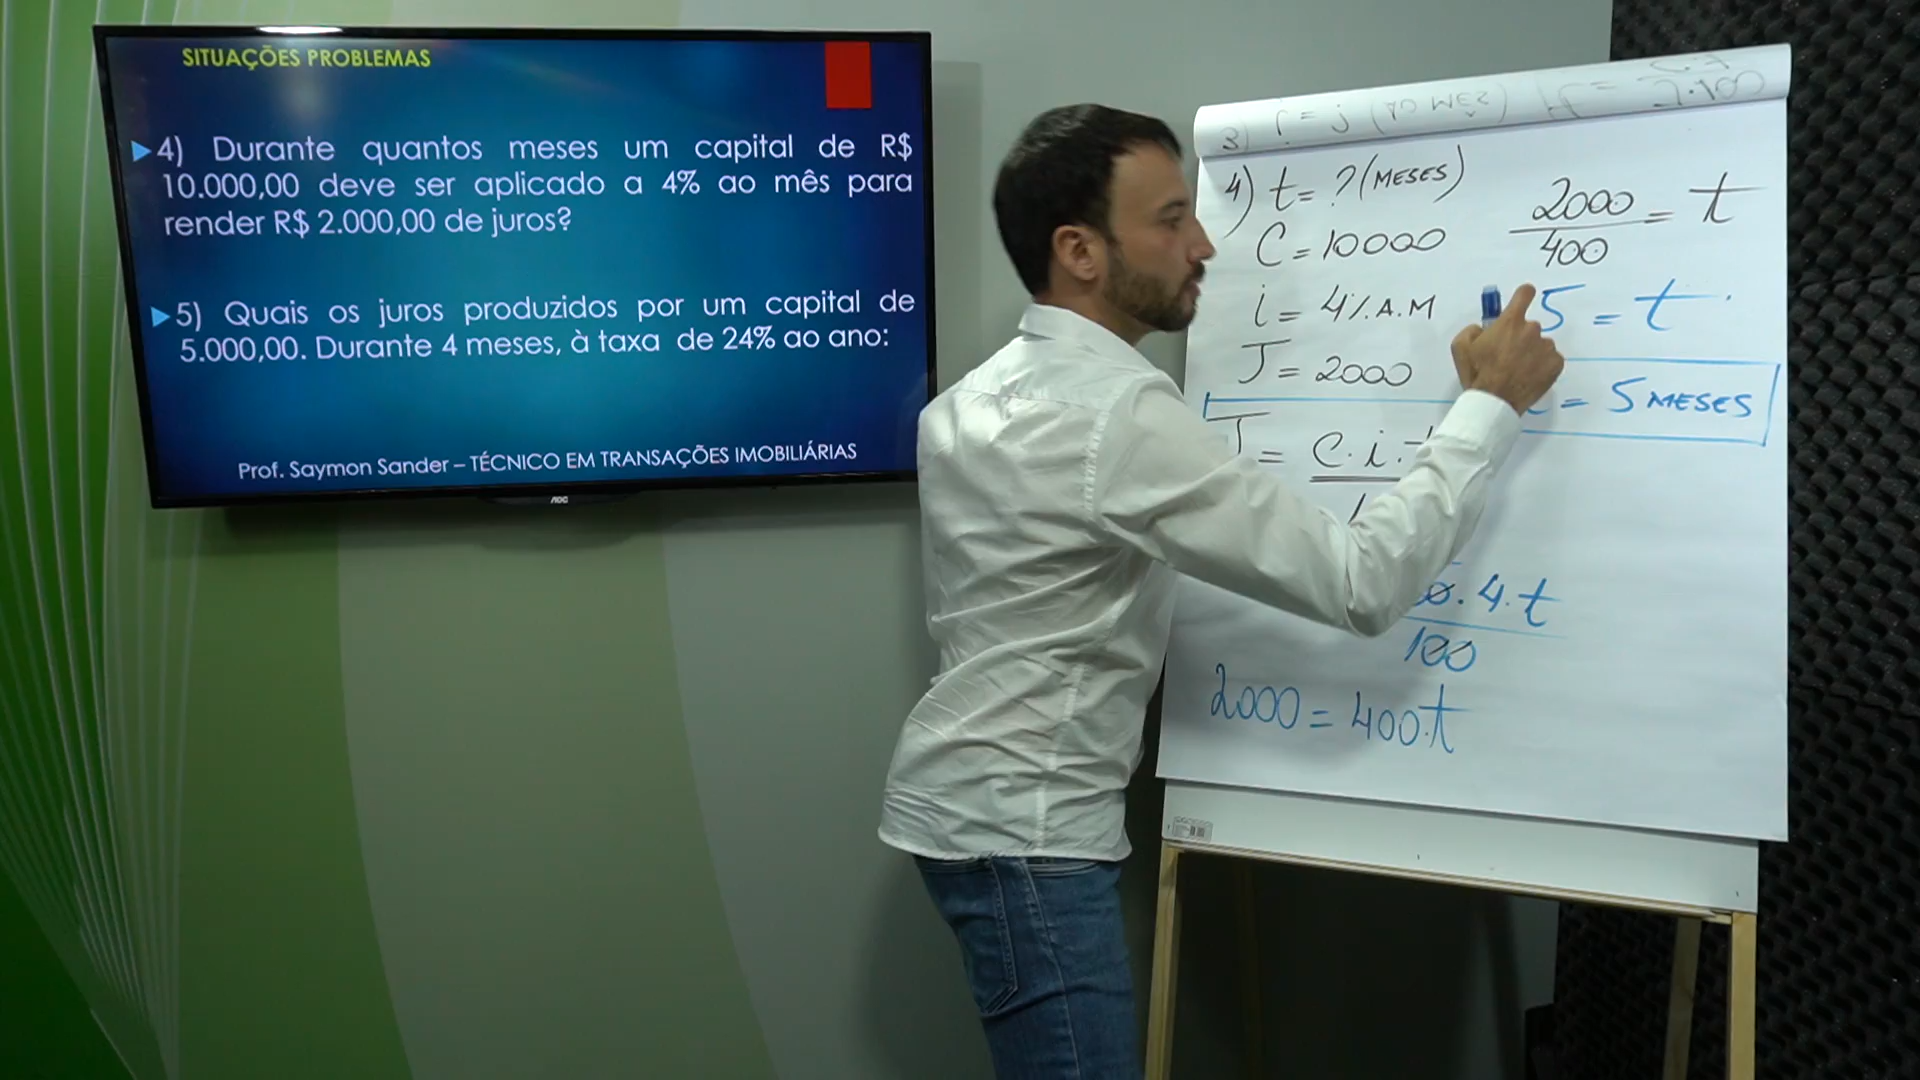 SITUAÇÕES PROBLEMAS
4) Durante quantos meses um capital de R$
10.000,00 deve ser aplicado a 4% ao mês para
render R$ 2.000,00 de juros?
5) Quais os juros produzidos por um capital de
5.000,00. Durante 4 meses, à taxa de 24% ao ano:
Prof. Saymon Sander – TÉCNICO EM TRANSAÇÕES IMOBILIÁRIAS
AOC
4) t = ? (MESES)
C = 10000
i = 4%.A.M
J = 2000
J = C.i.
.4.t
100
2000 = 400.t
2000 = t
400
5 = t
= 5 MESES